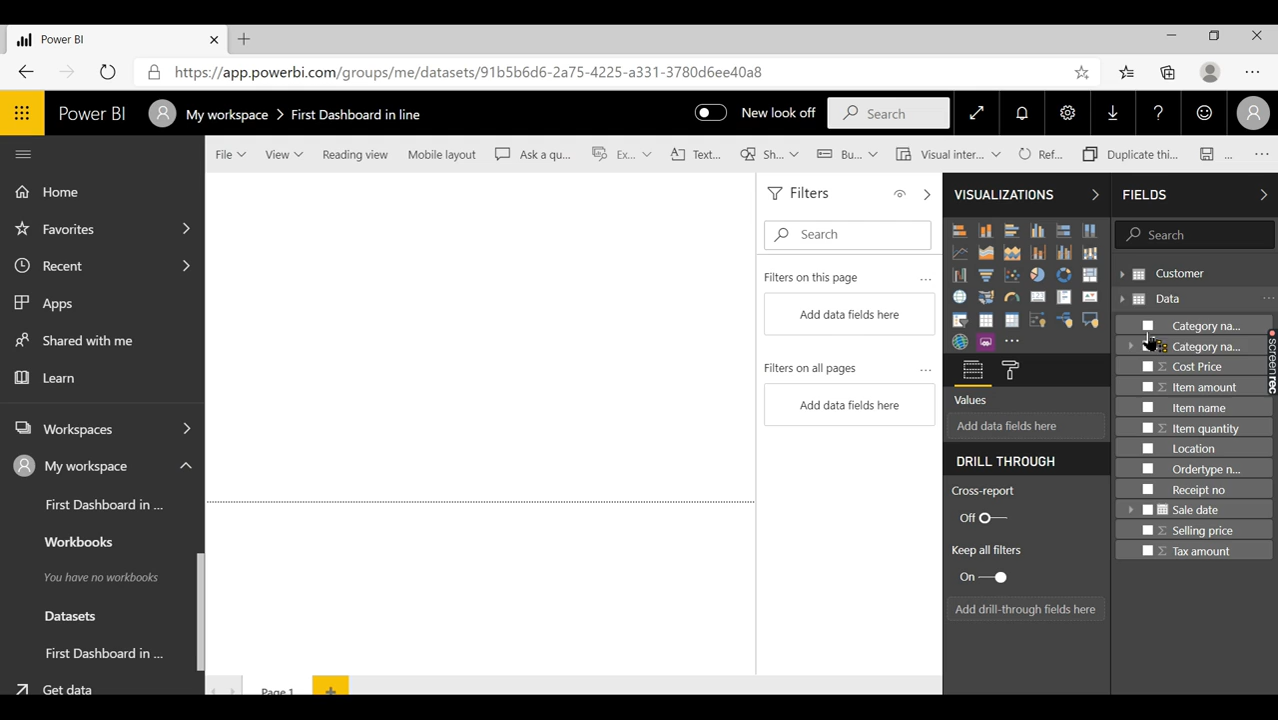 Power BI
https://app.powerbi.com/groups/me/datasets/91b5b6d6-2a75-4225-a331-3780d6ee40a8
Power BI My workspace > First Dashboard in line New look off Search
File View Reading view Mobile layout Ask a qu... Ex... Text... Sh... Bu... Visual inter... Ref... Duplicate thi... ...
Home
Favorites
Recent
Apps
Shared with me
Learn
Workspaces
My workspace
First Dashboard in ...
Workbooks
You have no workbooks
Datasets
First Dashboard in ...
Get data
Page 1
Filters
Search
Filters on this page
Add data fields here
Filters on all pages
Add data fields here
VISUALIZATIONS
Values
Add data fields here
DRILL THROUGH
Cross-report
Off
Keep all filters
On
Add drill-through fields here
FIELDS
Search
Customer
Data
Category na...
Category na...
Cost Price
Item amount
Item name
Item quantity
Location
Ordertype n...
Receipt no
Sale date
Selling price
Tax amount
screenrec